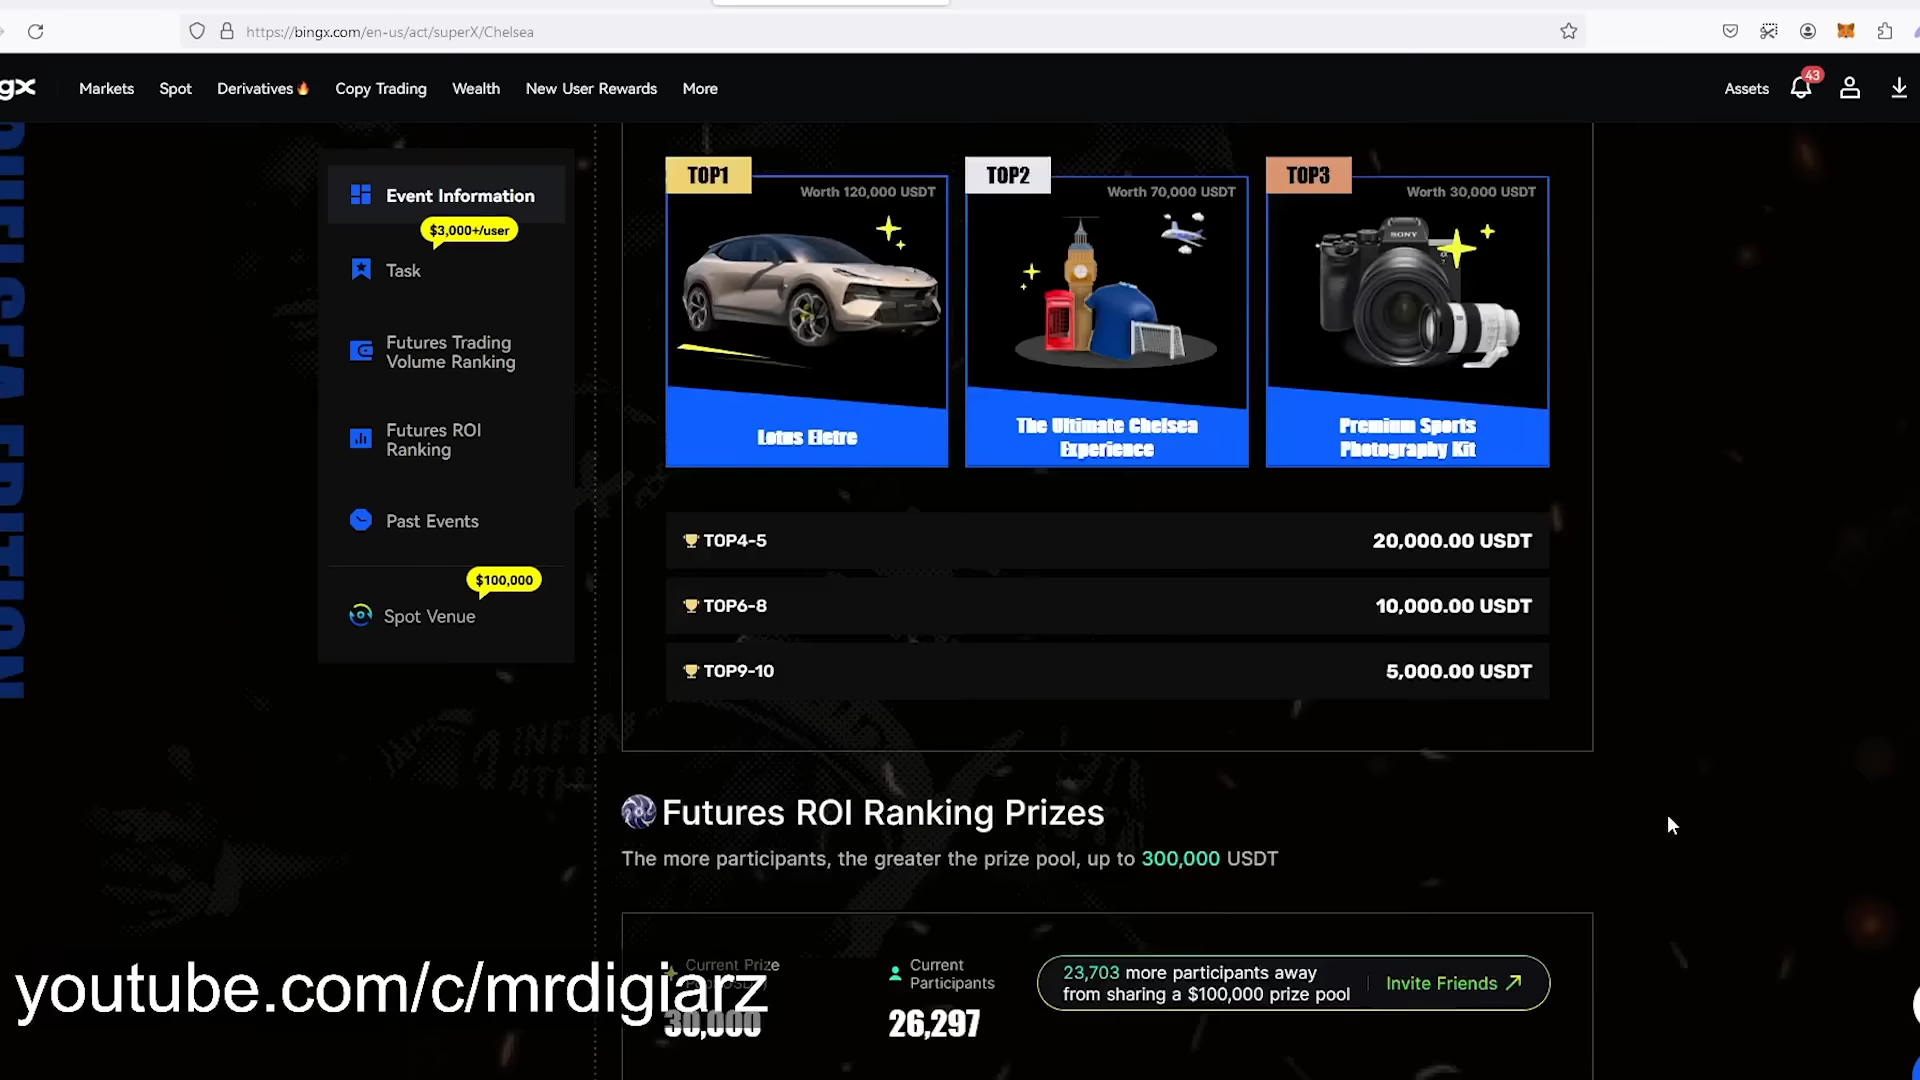 https://bingx.com/en-us/act/superX/Chelsea
gX
Markets
Spot
Derivatives
Copy Trading
Wealth
New User Rewards
More
Assets
43
Event Information
$3,000+/user
Task
Futures Trading
Volume Ranking
Futures ROI
Ranking
Past Events
$100,000
Spot Venue
TOP1
Worth 120,000 USDT
Lotus Eletre
TOP2
Worth 70,000 USDT
The Ultimate Chelsea
Experience
TOP3
Worth 30,000 USDT
SONY
Premium Sports
Photography Kit
TOP4-5
20,000.00 USDT
TOP6-8
10,000.00 USDT
TOP9-10
5,000.00 USDT
CHELSEA EDITION
Futures ROI Ranking Prizes
The more participants, the greater the prize pool, up to 300,000 USDT
Current Prize
30,000
Current
Participants
26,297
23,703 more participants away
from sharing a $100,000 prize pool
Invite Friends
youtube.com/c/mrdigiarz